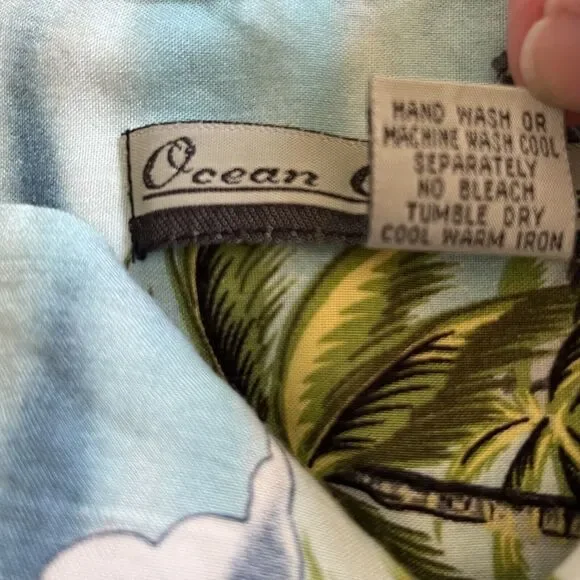 Ocean
HAND WASH OR
MACHINE WASH COOL
SEPARATELY
NO BLEACH
TUMBLE DRY
COOL WARM IRON